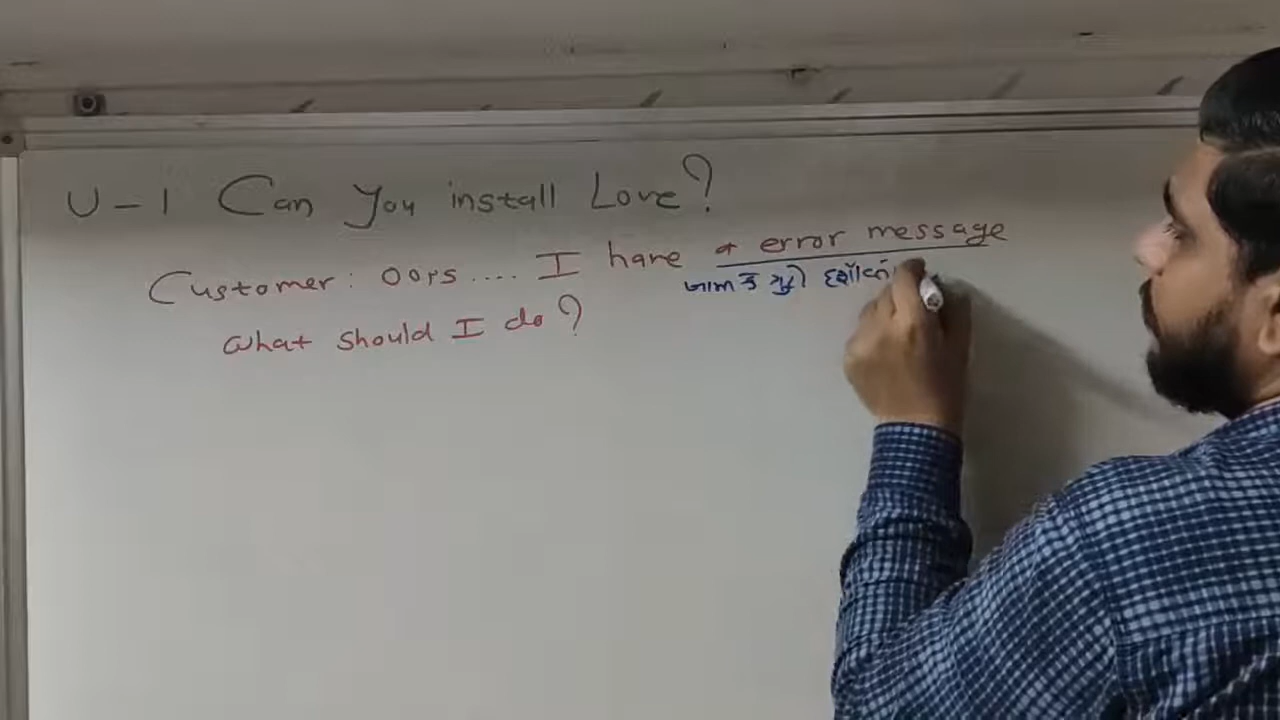 U-1 Can You install Love?
Customer: Oops .... I have a error message
દર્શાવતો
What should I do?